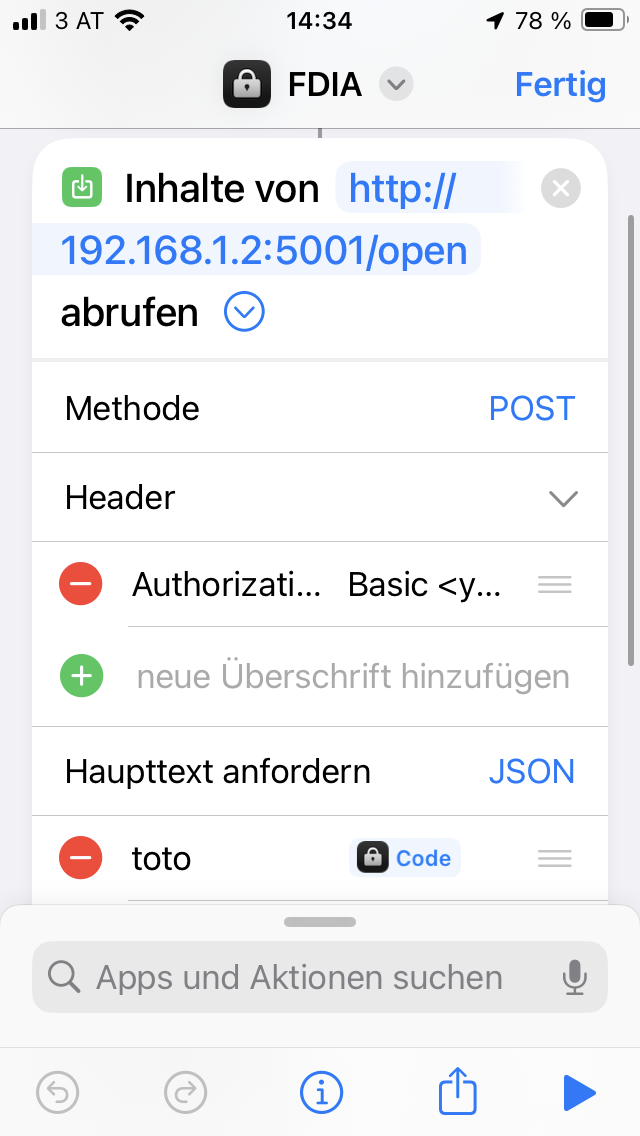 3 AT 14:34 78 %
FDIA Fertig
Inhalte von http://
192.168.1.2:5001/open
abrufen
Methode POST
Header
Authorizati... Basic <y...
neue Überschrift hinzufügen
Haupttext anfordern JSON
toto Code
Apps und Aktionen suchen